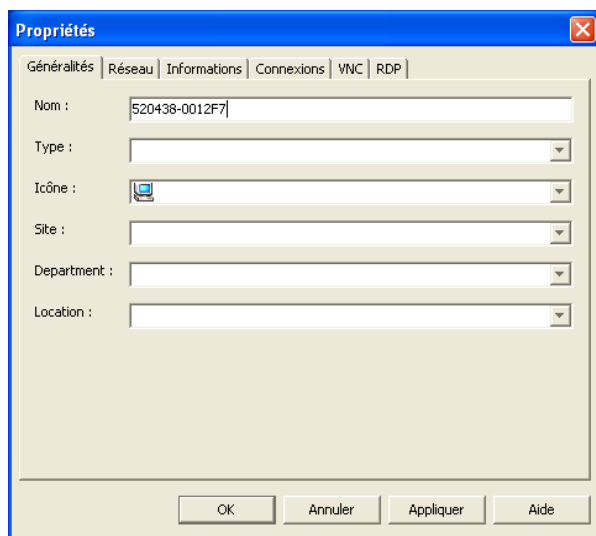 Propriétés
Généralités Réseau Informations Connexions VNC RDP
Nom : 520438-0012F7
Type :
Icône :
Site :
Department :
Location :
OK Annuler Appliquer Aide